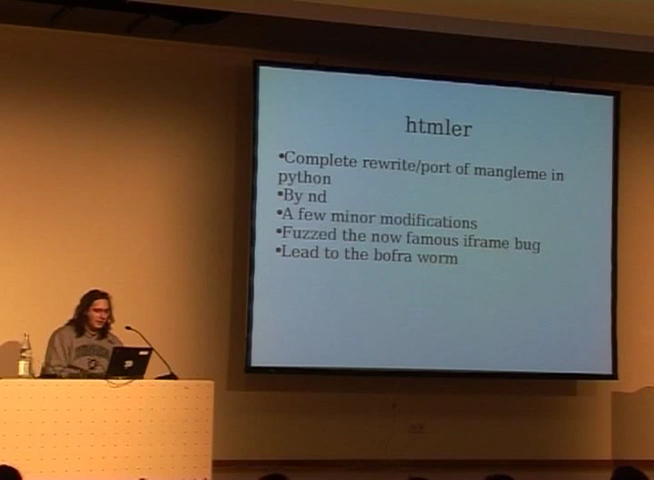 htmler
•Complete rewrite/port of mangleme in
python
•By nd
•A few minor modifications
•Fuzzed the now famous iframe bug
•Lead to the bofra worm